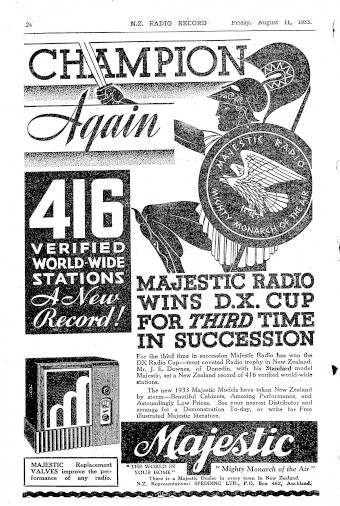 24 N.Z. RADIO RECORD Friday, August 11, 1933.
CHAMPION
Again
MAJESTIC RADIO
MIGHTY MONARCH OF THE AIR
416
VERIFIED
WORLD-WIDE
STATIONS
A New
Record!
MAJESTIC RADIO
WINS D.X. CUP
FOR THIRD TIME
IN SUCCESSION
For the third time in succession Majestic Radio has won the
DX Radio Cup—most coveted Radio trophy in New Zealand.
Mr. J. E. Downes, of Dunedin, with his Standard model
Majestic, set a New Zealand record of 416 verified world-wide
stations.
The new 1933 Majestic Models have taken New Zealand
by storm—Beautiful Cabinets, Amazing Performance, and
Astoundingly Low Prices. See your nearest Distributor and
arrange for a Demonstration To-day, or write for Free
illustrated Majestic literature.
Majestic
MAJESTIC Replacement
VALVES improve the per-
formance of any radio.
"THE WORLD IN
YOUR HOME"
"Mighty Monarch of the Air"
There is a Majestic Dealer in every town in New Zealand.
N.Z. Representations: SPEDDING LTD., P.O. Box 462, Auckland.